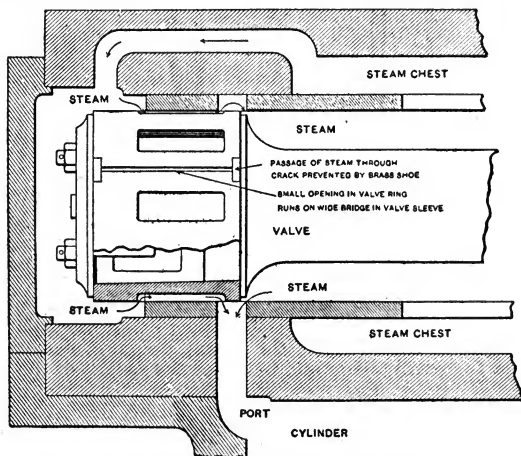 STEAM CHEST
STEAM
STEAM
PASSAGE OF STEAM THROUGH
CRACK PREVENTED BY BRASS SHOE
SMALL OPENING IN VALVE RING
RUNS ON WIDE BRIDGE IN VALVE SLEEVE
VALVE
STEAM
STEAM
STEAM CHEST
PORT
CYLINDER